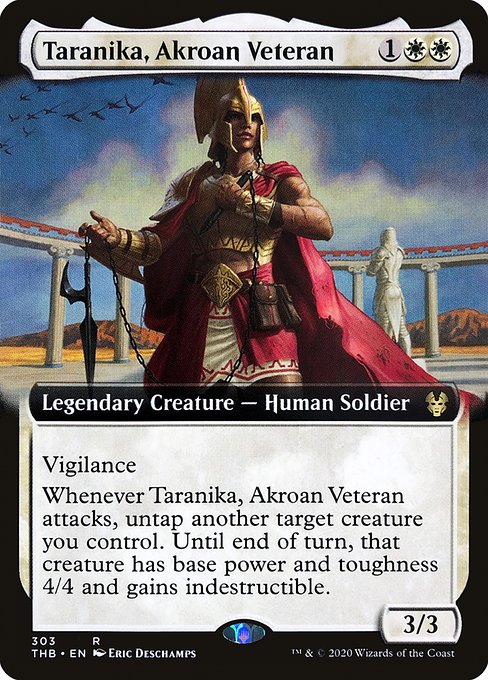 Taranika, Akroan Veteran 1
Legendary Creature — Human Soldier
Vigilance
Whenever Taranika, Akroan Veteran
attacks, untap another target creature
you control. Until end of turn, that
creature has base power and toughness
4/4 and gains indestructible.
3/3
303 R
THB • EN Eric Deschamps
™ & © 2020 Wizards of the Coast